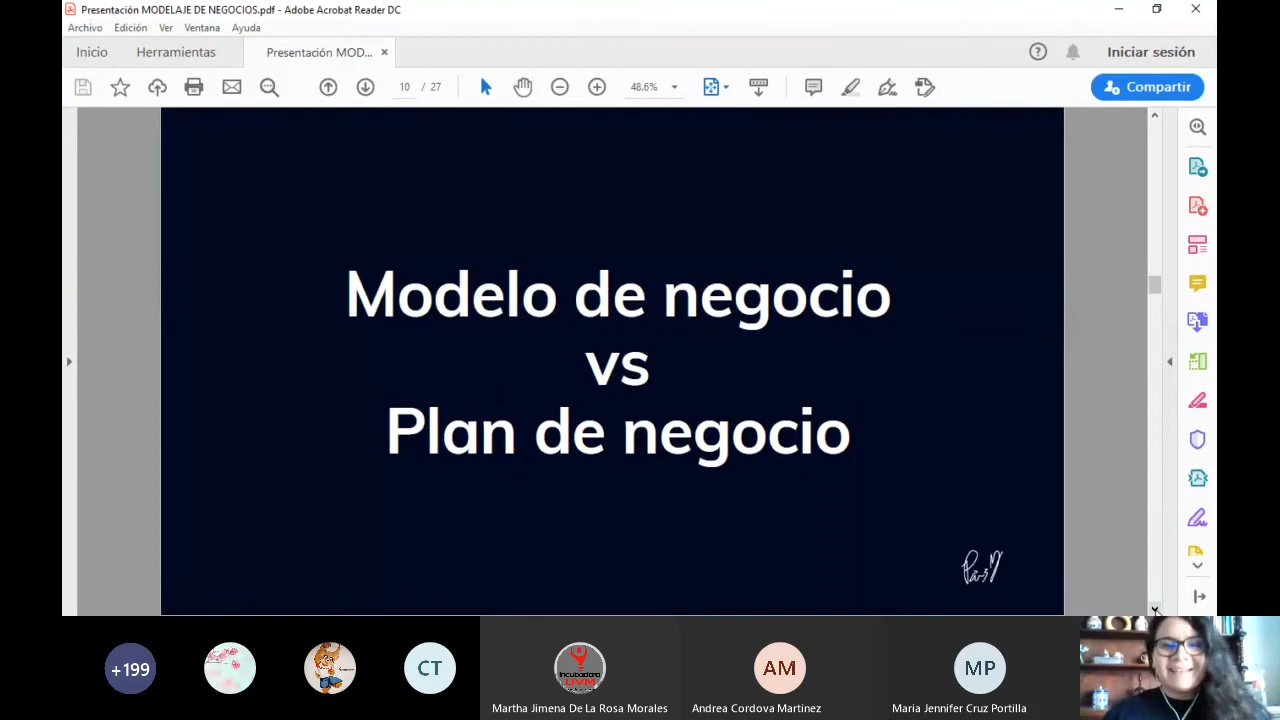 Presentación MODELAJE DE NEGOCIOS.pdf - Adobe Acrobat Reader DC
Archivo Edición Ver Ventana Ayuda
Inicio Herramientas Presentación MOD... Iniciar sesión
10 / 27 48.6% Compartir
Modelo de negocio
vs
Plan de negocio
+199 CT Incubadora UVM AM MP
Martha Jimena De La Rosa Morales Andrea Cordova Martinez Maria Jennifer Cruz Portilla